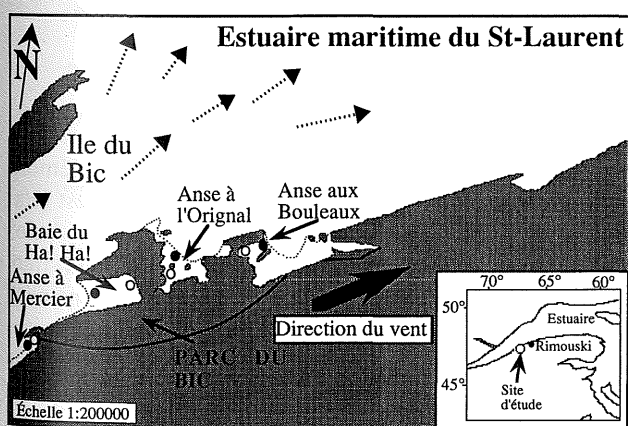 Estuaire maritime du St-Laurent
N
Ile du
Bic
Anse à
l'Orignal
Anse aux
Bouleaux
Baie du
Ha! Ha!
Anse à
Mercier
Direction du vent
PARC DU
BIC
Échelle 1:200000
70° 65° 60°
50°
45°
Estuaire
Rimouski
Site
d'étude